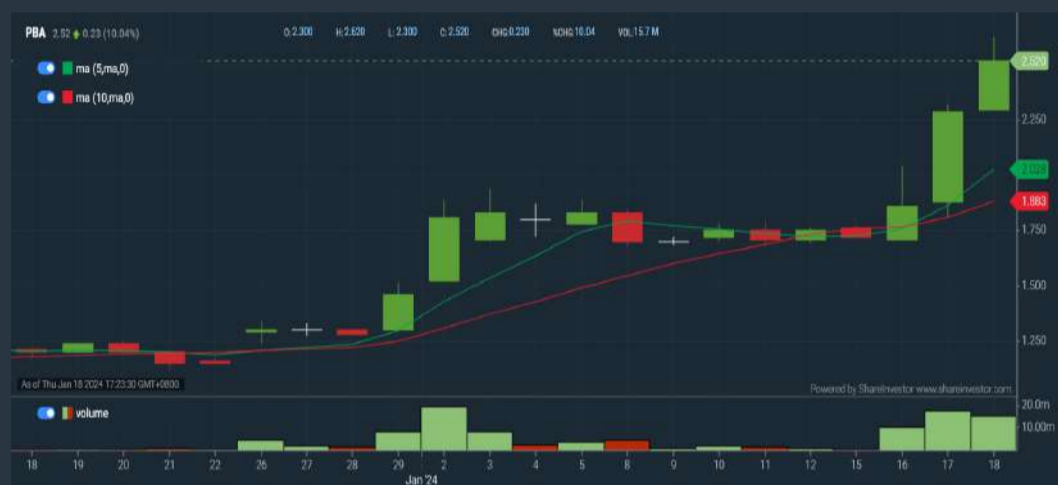 PBA 2.52 0.23 (10.04%) O:2.300 H:2.620 L:2.300 C:2.520 CHG:0.230 %CHG:10.04 VOL:15.7 M
ma (5,ma,0)
ma (10,ma,0)
2.520
2.250
2.028
1.883
1.750
1.500
1.250
As of Thu Jan 18 2024 17:23:30 GMT+0800
Powered by ShareInvestor www.shareinvestor.com
volume
20.0m
10.00m
18 19 20 21 22 26 27 28 29 2 3 4 5 8 9 10 11 12 15 16 17 18
Jan '24